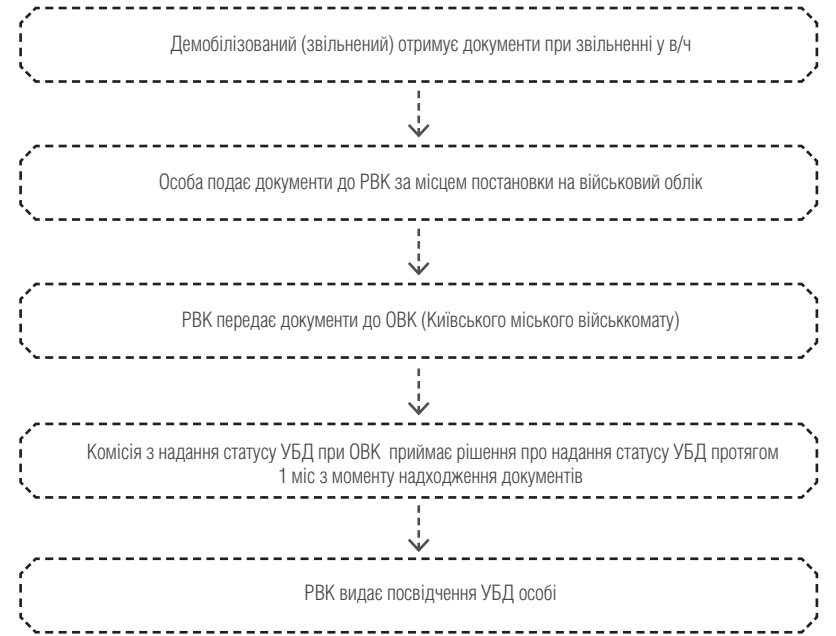 Демобілізований (звільнений) отримує документи при звільненні у в/ч
Особа подає документи до РВК за місцем постановки на військовий облік
РВК передає документи до ОВК (Київського міського військкомату)
Комісія з надання статусу УБД при ОВК приймає рішення про надання статусу УБД протягом
1 міс з моменту надходження документів
РВК видає посвідчення УБД особі